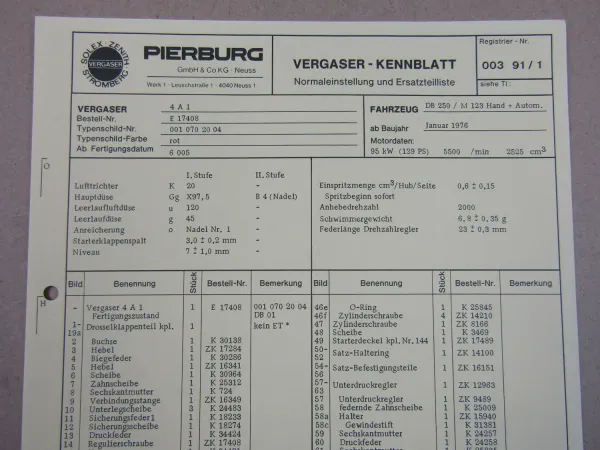 SOLEX ZENITH
VERGASER
STROMBERG
PIERBURG
GmbH & Co KG · Neuss
Werk 1 · Leuschstraße 1 · 4040 Neuss 1
VERGASER - KENNBLATT
Normaleinstellung und Ersatzteilliste
Registrier - Nr.
003 91/1
siehe TI:
VERGASER 4 A 1
Bestell-Nr. E 17408
Typenschild-Nr. 001 070 20 04
Typenschild-Farbe rot
Ab Fertigungsdatum 6 005
FAHRZEUG DB 250 / M 123 Hand + Autom.
ab Baujahr Januar 1976
Motordaten:
95 kW (129 PS) 5500 /min 2525 cm³
I. Stufe II. Stufe
Lufttrichter K 20 -
Hauptdüse Gg X97,5 B 4 (Nadel)
Leerlaufluftdüse u 120 -
Leerlaufdüse g 45 -
Anreicherung o Nadel Nr. 1 -
Starterklappenspalt 3,0 ± 0,2 mm -
Niveau 7 ± 1,0 mm -
Einspritzmenge cm³/Hub/Seite 0,6 ± 0,15
Spritzbeginn sofort
Anhebedrehzahl 2000
Schwimmergewicht 6,8 ± 0,35 g
Federlänge Drehzahlregler 23 ± 0,3 mm
Bild Benennung Stück Bestell-Nr. Bemerkung
- Vergaser 4 A 1 1 E 17408 001 070 20 04
Fertigungszustand DB 01
1-19a Drosselklappenteil kpl. 1 kein ET *
2 Buchse 1 K 30138
3 Hebel 1 ZK 17284
4 Biegefeder 1 K 30286
5 Hebel 1 ZK 16341
6 Scheibe 1 K 30964
7 Zahnscheibe 1 K 25312
8 Sechskantmutter 1 K 724
9 Verbindungsstange 1 ZK 16349
10 Unterlegscheibe 3 K 24483
11 Sicherungsfeder 1 K 18233
11 Sicherungsscheibe 1 K 18274
13 Druckfeder 1 K 34424
14 Regulierschraube 1 ZK 17498
Bild Benennung Stück Bestell-Nr. Bemerkung
46e O-Ring 1 K 25845
46f Zylinderschraube 4 ZK 14210
47 Zylinderschraube 1 ZK 8166
48 Scheibe 1 K 3469
49 Starterdeckel kpl. Nr. 144 1 ZK 17489
50-52 Satz-Haltering 1 ZK 14100
54-56 Satz-Befestigungsteile 1 ZK 16151
57- Unterdruckregler 1 ZK 12963
57 Unterdruckregler 1 ZK 9489
58 federnde Zahnscheibe 1 K 25009
58a Halter 1 ZK 15940
58c Gewindestift 1 K 31381
59 Sechskantmutter 1 K 24257
60 Druckfeder 1 K 24258